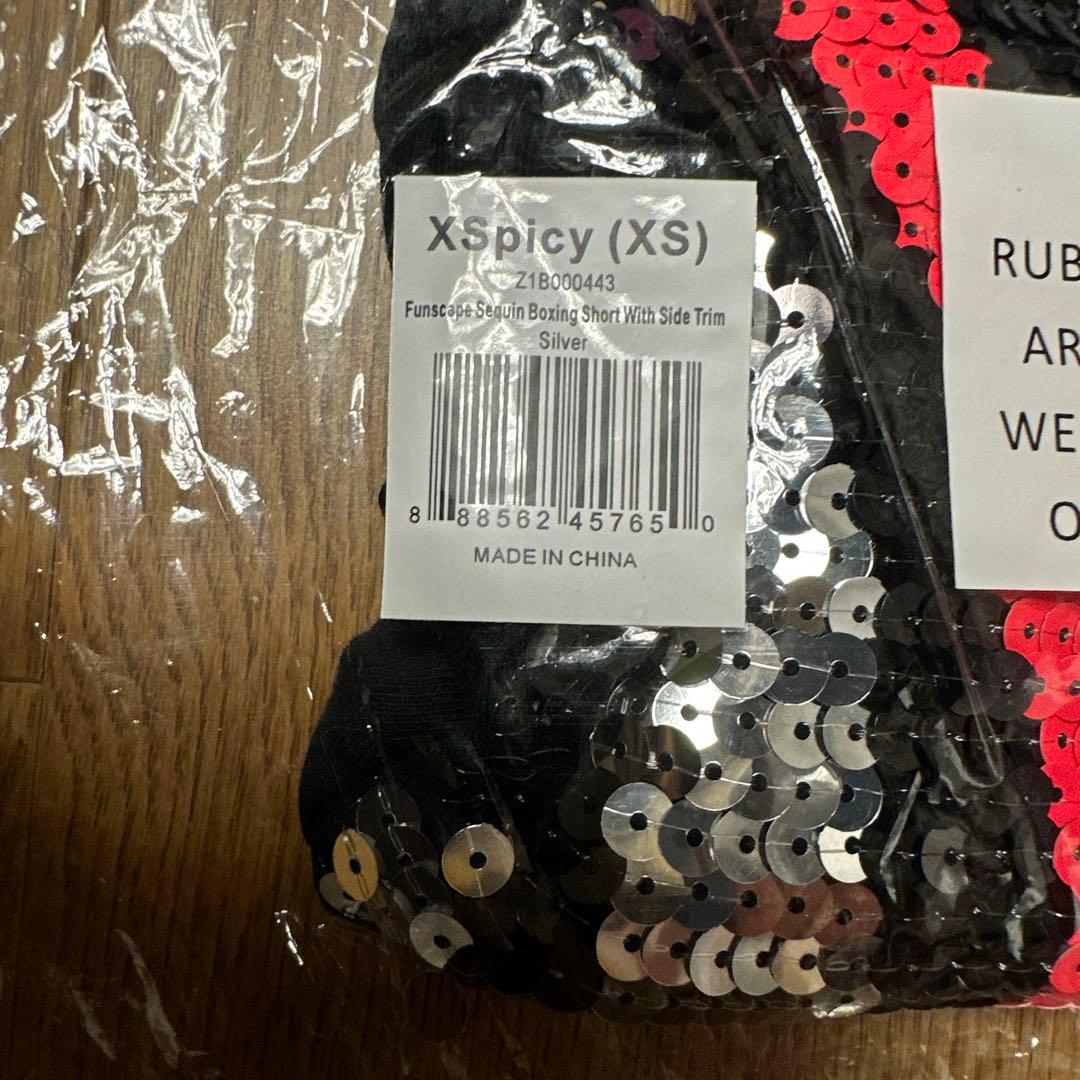 XSpicy (XS)
Z1B000443
Funscape Sequin Boxing Short With Side Trim
Silver
8 88562 45765 0
MADE IN CHINA
RUB
AR
WE
O